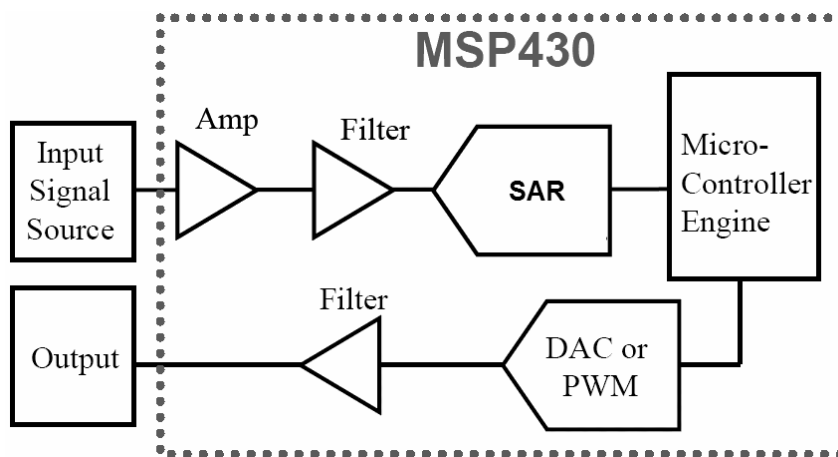 MSP430
Amp
Filter
Input
Signal
Source
SAR
Micro-
Controller
Engine
Filter
Output
DAC or
PWM